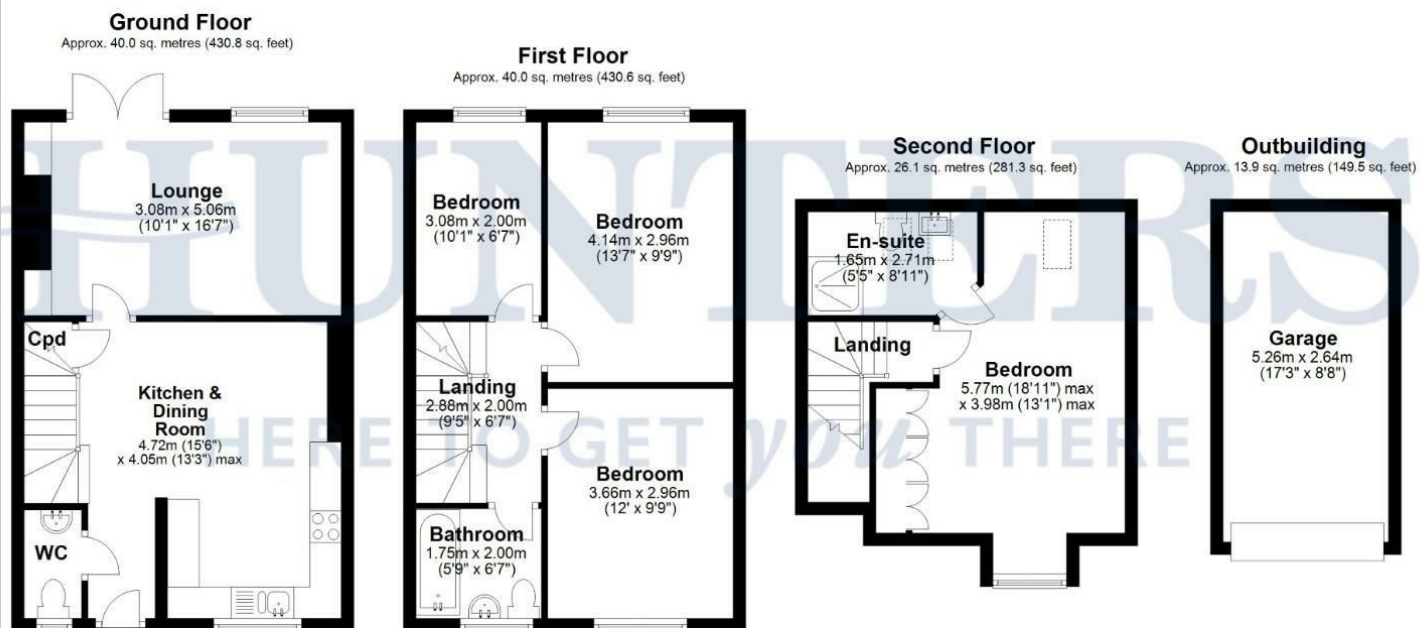 Ground Floor
Approx. 40.0 sq. metres (430.8 sq. feet)
Lounge
3.08m x 5.06m
(10'1" x 16'7")
Cpd
Kitchen &
Dining
Room
4.72m (15'6")
x 4.05m (13'3") max
WC
First Floor
Approx. 40.0 sq. metres (430.6 sq. feet)
Bedroom
3.08m x 2.00m
(10'1" x 6'7")
Bedroom
4.14m x 2.96m
(13'7" x 9'9")
Landing
2.88m x 2.00m
(9'5" x 6'7")
Bedroom
3.66m x 2.96m
(12' x 9'9")
Bathroom
1.75m x 2.00m
(5'9" x 6'7")
Second Floor
Approx. 26.1 sq. metres (281.3 sq. feet)
En-suite
1.65m x 2.71m
(5'5" x 8'11")
Landing
Bedroom
5.77m (18'11") max
x 3.98m (13'1") max
Outbuilding
Approx. 13.9 sq. metres (149.5 sq. feet)
Garage
5.26m x 2.64m
(17'3" x 8'8")
HUNTERS
HERE TO GET you THERE